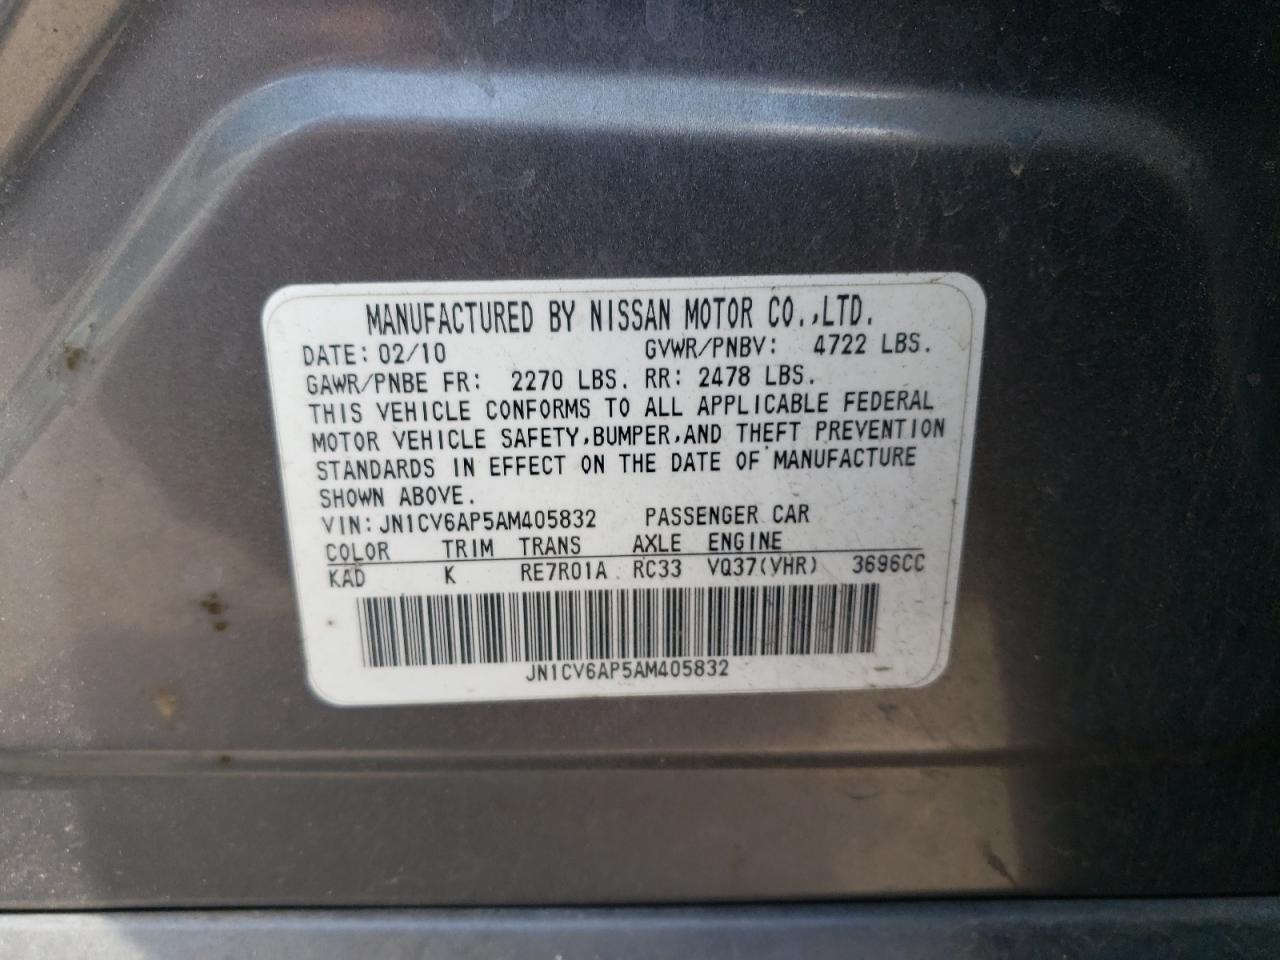 MANUFACTURED BY NISSAN MOTOR CO.,LTD.
DATE: 02/10 GVWR/PNBV: 4722 LBS.
GAWR/PNBE FR: 2270 LBS. RR: 2478 LBS.
THIS VEHICLE CONFORMS TO ALL APPLICABLE FEDERAL
MOTOR VEHICLE SAFETY,BUMPER,AND THEFT PREVENTION
STANDARDS IN EFFECT ON THE DATE OF MANUFACTURE
SHOWN ABOVE.
VIN: JN1CV6AP5AM405832 PASSENGER CAR
COLOR TRIM TRANS AXLE ENGINE
KAD K RE7R01A RC33 VQ37(VHR) 3696CC
JN1CV6AP5AM405832